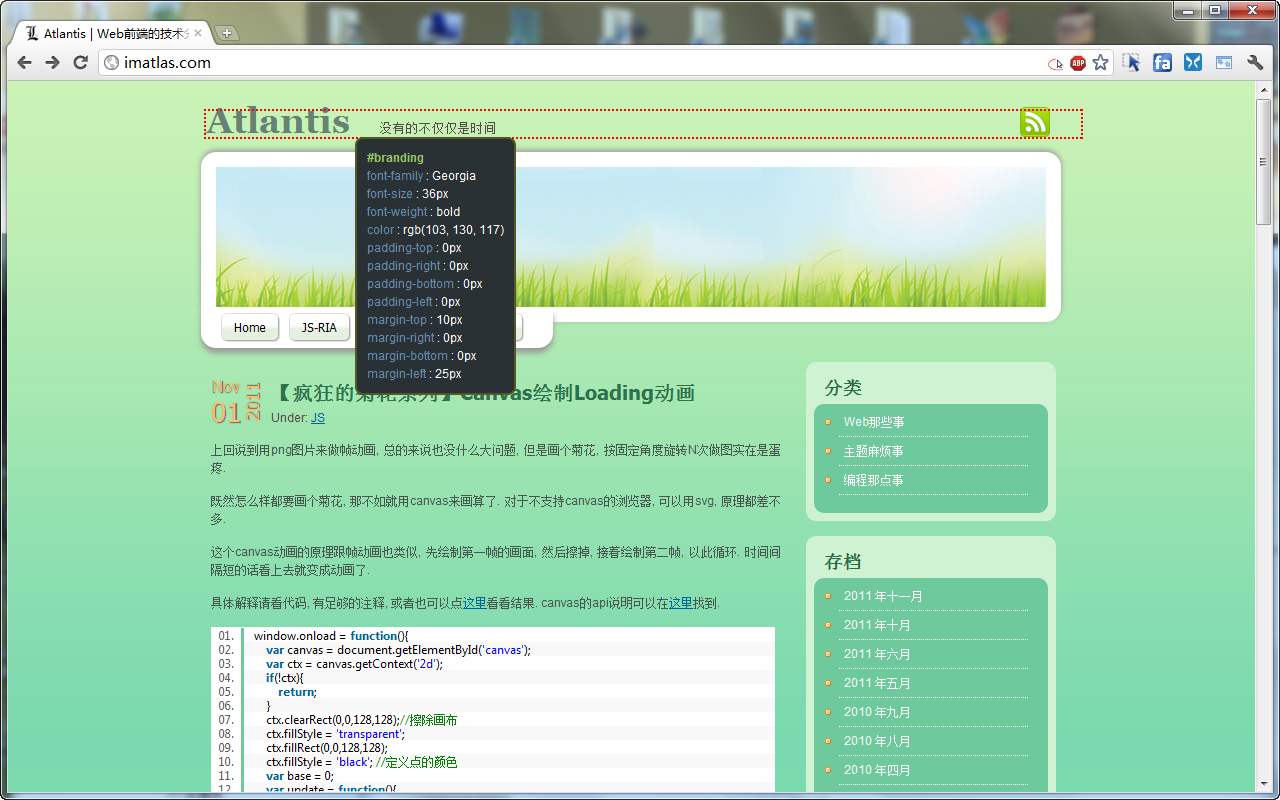 Atlantis | Web前端的技术
imatlas.com
ABP
Atlantis
没有的不仅仅是时间
#branding
font-family : Georgia
font-size : 36px
font-weight : bold
color : rgb(103, 130, 117)
padding-top : 0px
padding-right : 0px
padding-bottom : 0px
padding-left : 0px
margin-top : 10px
margin-right : 0px
margin-bottom : 0px
margin-left : 25px
Home
JS-RIA
Nov
01
2011
【疯狂的菊花系列】Canvas绘制Loading动画
Under: JS
上回说到用png图片来做帧动画, 总的来说也没什么大问题, 但是画个菊花, 按固定角度旋转N次做图实在是蛋
疼.
既然怎么样都要画个菊花, 那不如就用canvas来画算了. 对于不支持canvas的浏览器, 可以用svg, 原理都差不
多.
这个canvas动画的原理跟帧动画也类似, 先绘制第一帧的画面, 然后擦掉, 接着绘制第二帧, 以此循环. 时间间
隔短的话看上去就变成动画了.
具体解释请看代码, 有足够的注释, 或者也可以点这里看看结果. canvas的api说明可以在这里找到.
01. window.onload = function(){
02. var canvas = document.getElementById('canvas');
03. var ctx = canvas.getContext('2d');
04. if(!ctx){
05. return;
06. }
07. ctx.clearRect(0,0,128,128);//擦除画布
08. ctx.fillStyle = 'transparent';
09. ctx.fillRect(0,0,128,128);
10. ctx.fillStyle = 'black'; //定义点的颜色
11. var base = 0;
12. var update = function(){
分类
Web那些事
主题麻烦事
编程那点事
存档
2011 年十一月
2011 年十月
2011 年六月
2011 年五月
2010 年九月
2010 年八月
2010 年四月